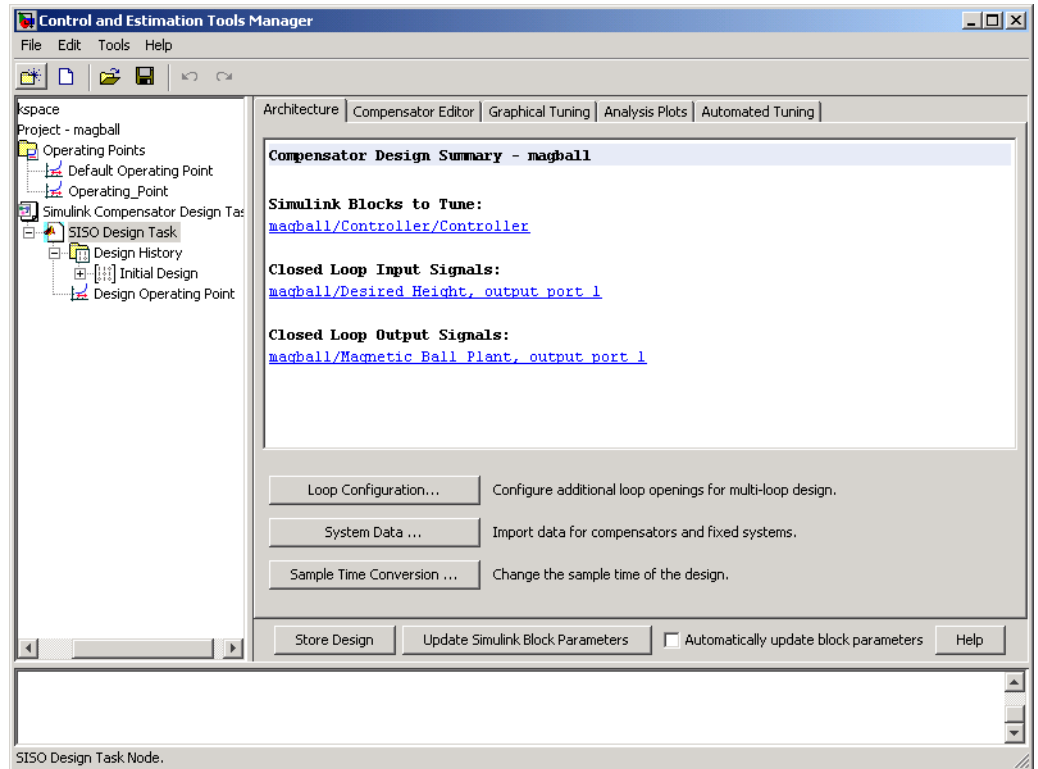 Control and Estimation Tools Manager
File Edit Tools Help
kspace
Project - magball
Operating Points
Default Operating Point
Operating_Point
Simulink Compensator Design Tas
SISO Design Task
Design History
Initial Design
Design Operating Point
Architecture Compensator Editor Graphical Tuning Analysis Plots Automated Tuning
Compensator Design Summary - magball
Simulink Blocks to Tune:
magball/Controller/Controller
Closed Loop Input Signals:
magball/Desired Height, output port 1
Closed Loop Output Signals:
magball/Magnetic Ball Plant, output port 1
Loop Configuration... Configure additional loop openings for multi-loop design.
System Data ... Import data for compensators and fixed systems.
Sample Time Conversion ... Change the sample time of the design.
Store Design Update Simulink Block Parameters Automatically update block parameters Help
SISO Design Task Node.